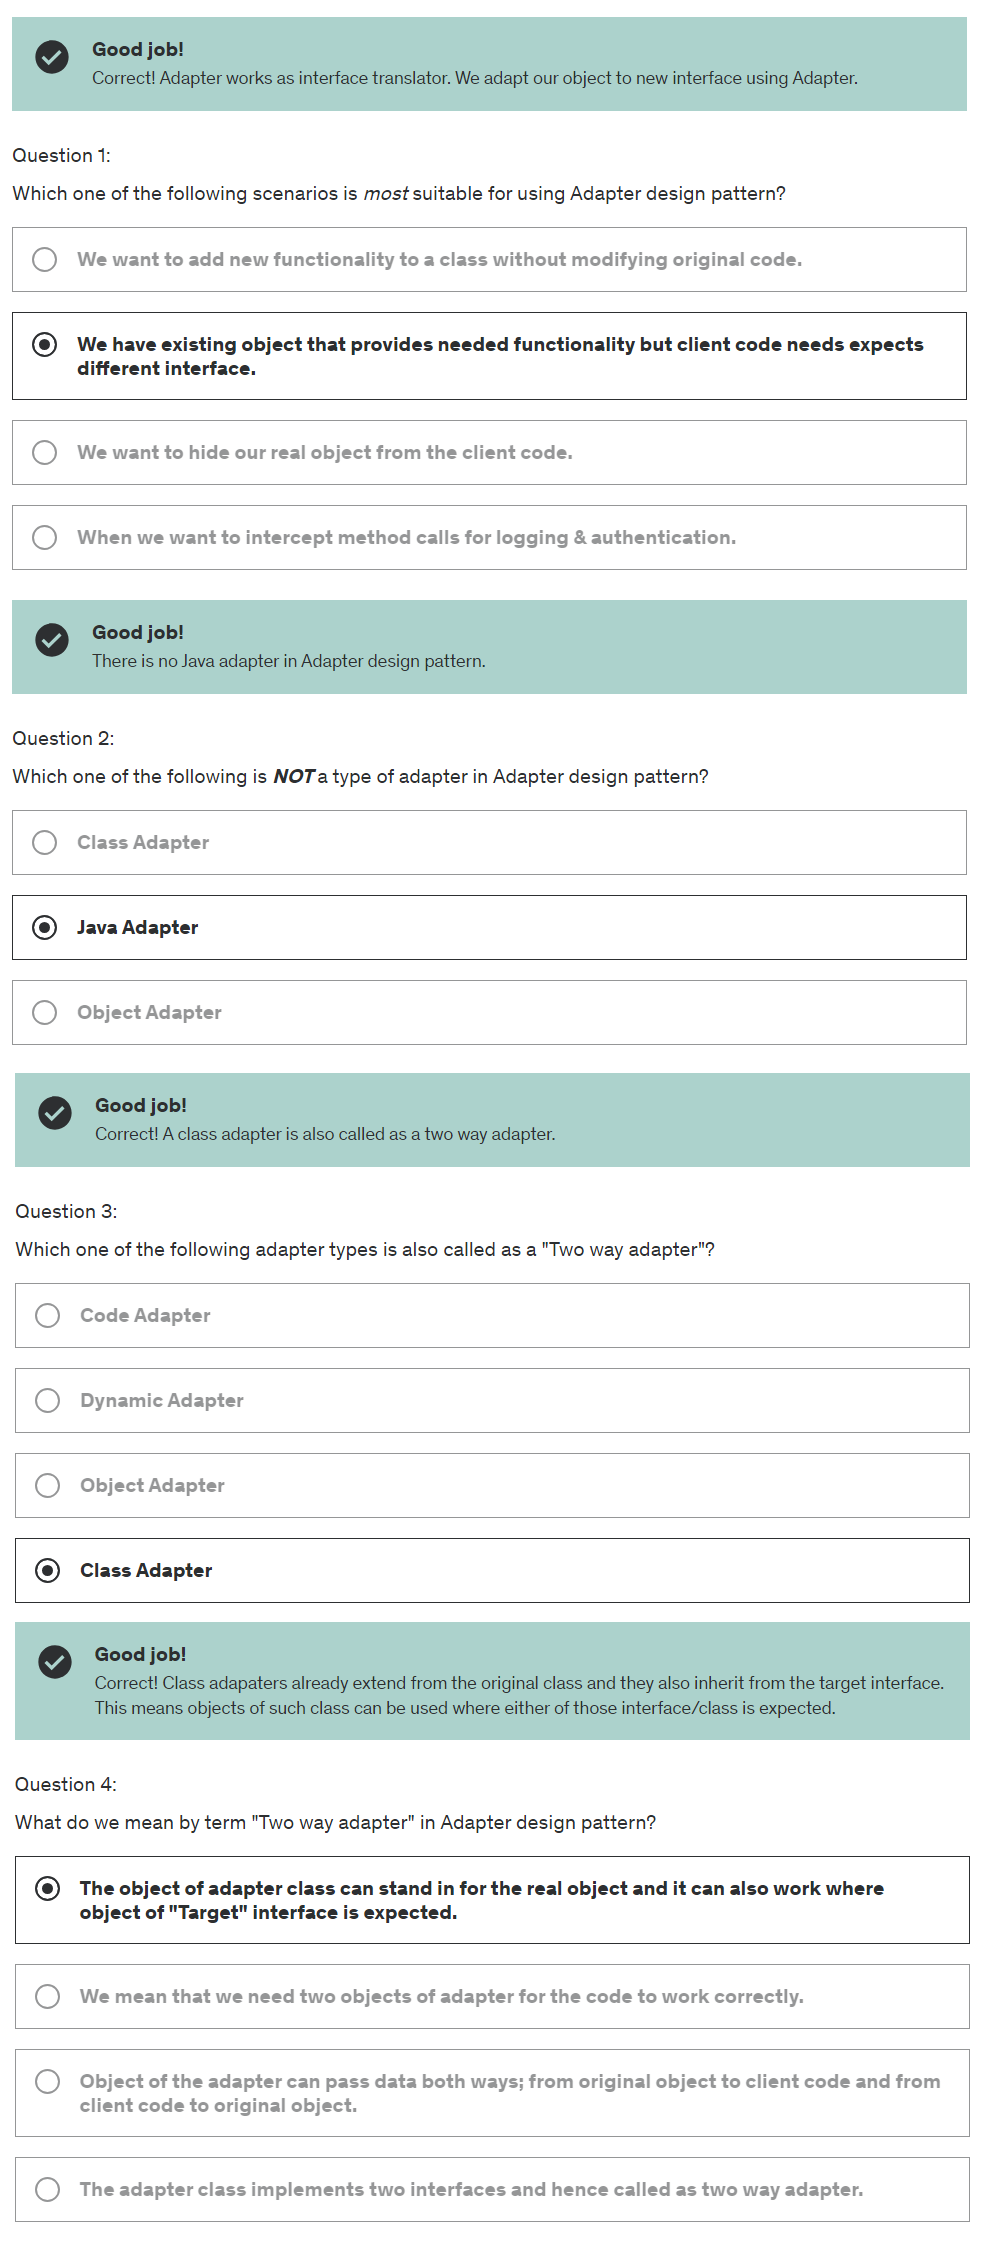 Good job!
Correct! Adapter works as interface translator. We adapt our object to new interface using Adapter.
Question 1:
Which one of the following scenarios is most suitable for using Adapter design pattern?
We want to add new functionality to a class without modifying original code.
We have existing object that provides needed functionality but client code needs expects
different interface.
We want to hide our real object from the client code.
When we want to intercept method calls for logging & authentication.
Good job!
There is no Java adapter in Adapter design pattern.
Question 2:
Which one of the following is NOT a type of adapter in Adapter design pattern?
Class Adapter
Java Adapter
Object Adapter
Good job!
Correct! A class adapter is also called as a two way adapter.
Question 3:
Which one of the following adapter types is also called as a "Two way adapter"?
Code Adapter
Dynamic Adapter
Object Adapter
Class Adapter
Good job!
Correct! Class adapaters already extend from the original class and they also inherit from the target interface.
This means objects of such class can be used where either of those interface/class is expected.
Question 4:
What do we mean by term "Two way adapter" in Adapter design pattern?
The object of adapter class can stand in for the real object and it can also work where
object of "Target" interface is expected.
We mean that we need two objects of adapter for the code to work correctly.
Object of the adapter can pass data both ways; from original object to client code and from
client code to original object.
The adapter class implements two interfaces and hence called as two way adapter.